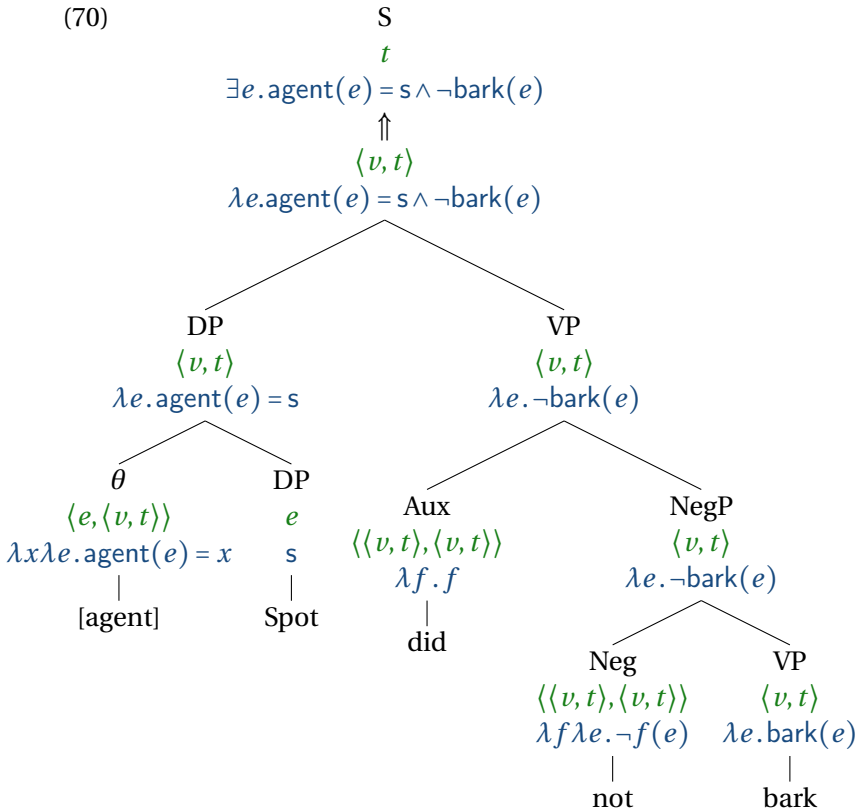 (70) S
t
∃e.agent(e) = s ∧ ¬bark(e)
⇑
⟨v, t⟩
λe.agent(e) = s ∧ ¬bark(e)
DP VP
⟨v, t⟩ ⟨v, t⟩
λe.agent(e) = s λe.¬bark(e)
θ DP Aux NegP
⟨e, ⟨v, t⟩⟩ e ⟨⟨v, t⟩, ⟨v, t⟩⟩ ⟨v, t⟩
λxλe.agent(e) = x s λf.f λe.¬bark(e)
[agent] Spot did
Neg VP
⟨⟨v, t⟩, ⟨v, t⟩⟩ ⟨v, t⟩
λfλe.¬f(e) λe.bark(e)
not bark